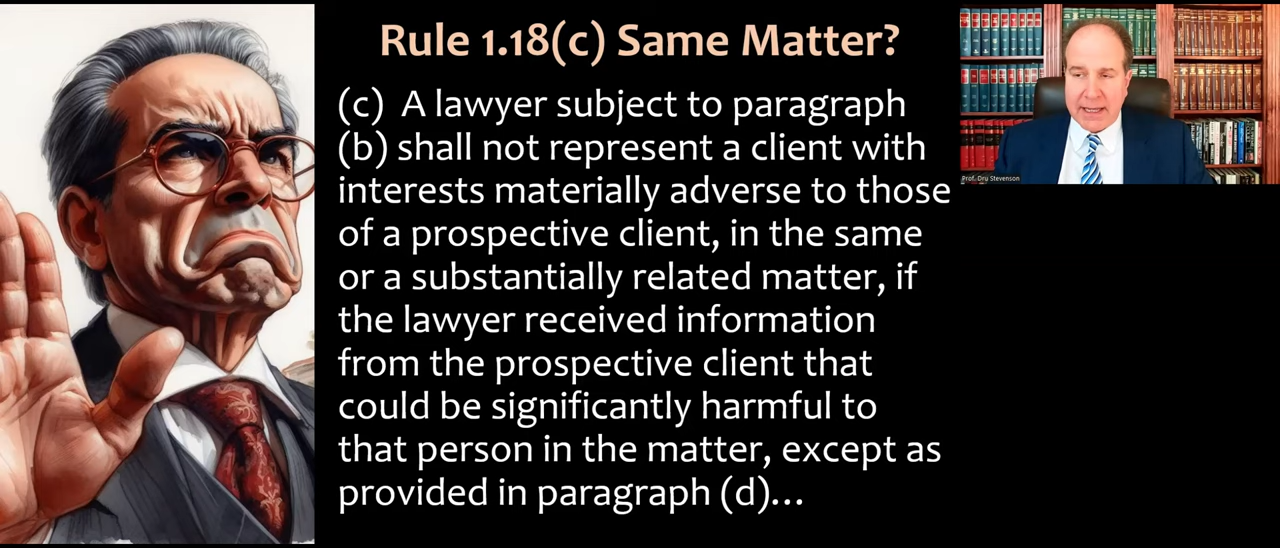 Rule 1.18(c) Same Matter?
(c) A lawyer subject to paragraph
(b) shall not represent a client with
interests materially adverse to those
of a prospective client, in the same
or a substantially related matter, if
the lawyer received information
from the prospective client that
could be significantly harmful to
that person in the matter, except as
provided in paragraph (d)...
Prof. Dru Stevenson